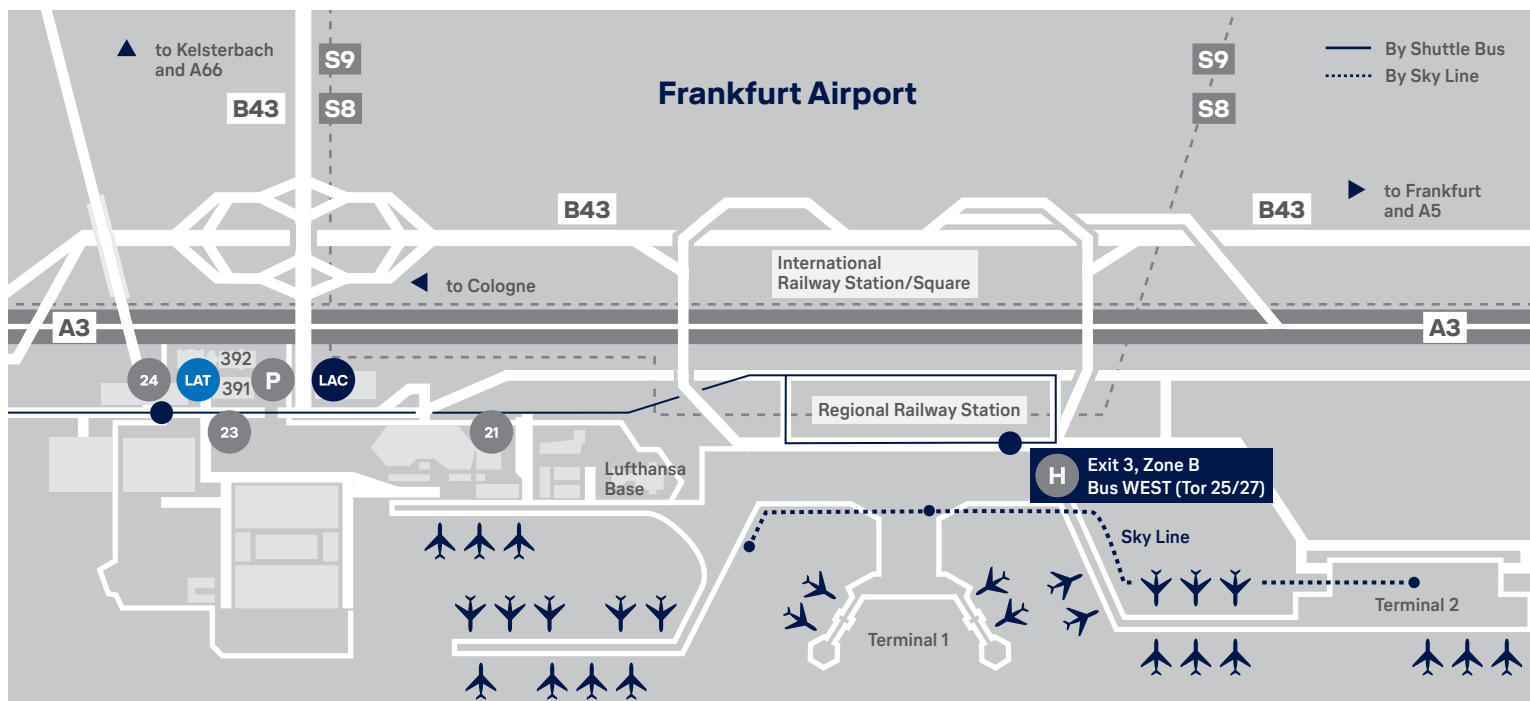 to Kelsterbach
and A66
S9
S8
B43
Frankfurt Airport
S9
S8
By Shuttle Bus
By Sky Line
B43
to Frankfurt
and A5
B43
International
Railway Station/Square
to Cologne
A3
A3
392
391
24
LAT
P
LAC
23
21
Regional Railway Station
Lufthansa
Base
H
Exit 3, Zone B
Bus WEST (Tor 25/27)
Sky Line
Terminal 1
Terminal 2